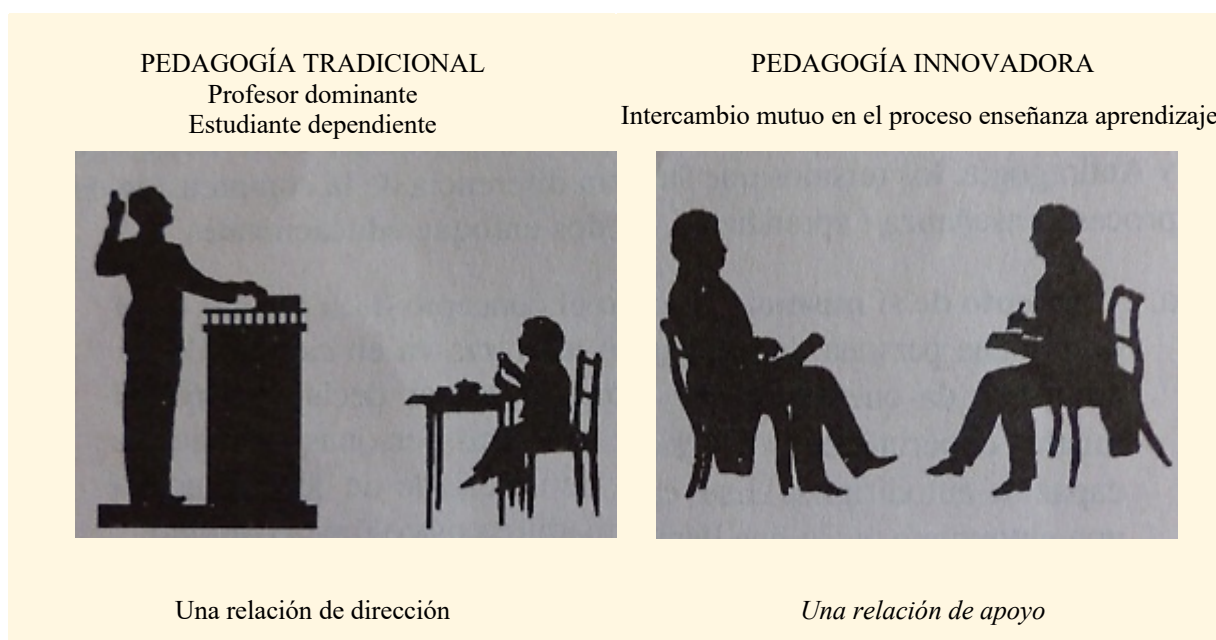 PEDAGOGÍA TRADICIONAL
Profesor dominante
Estudiante dependiente
PEDAGOGÍA INNOVADORA
Intercambio mutuo en el proceso enseñanza aprendizaje
Una relación de dirección
Una relación de apoyo